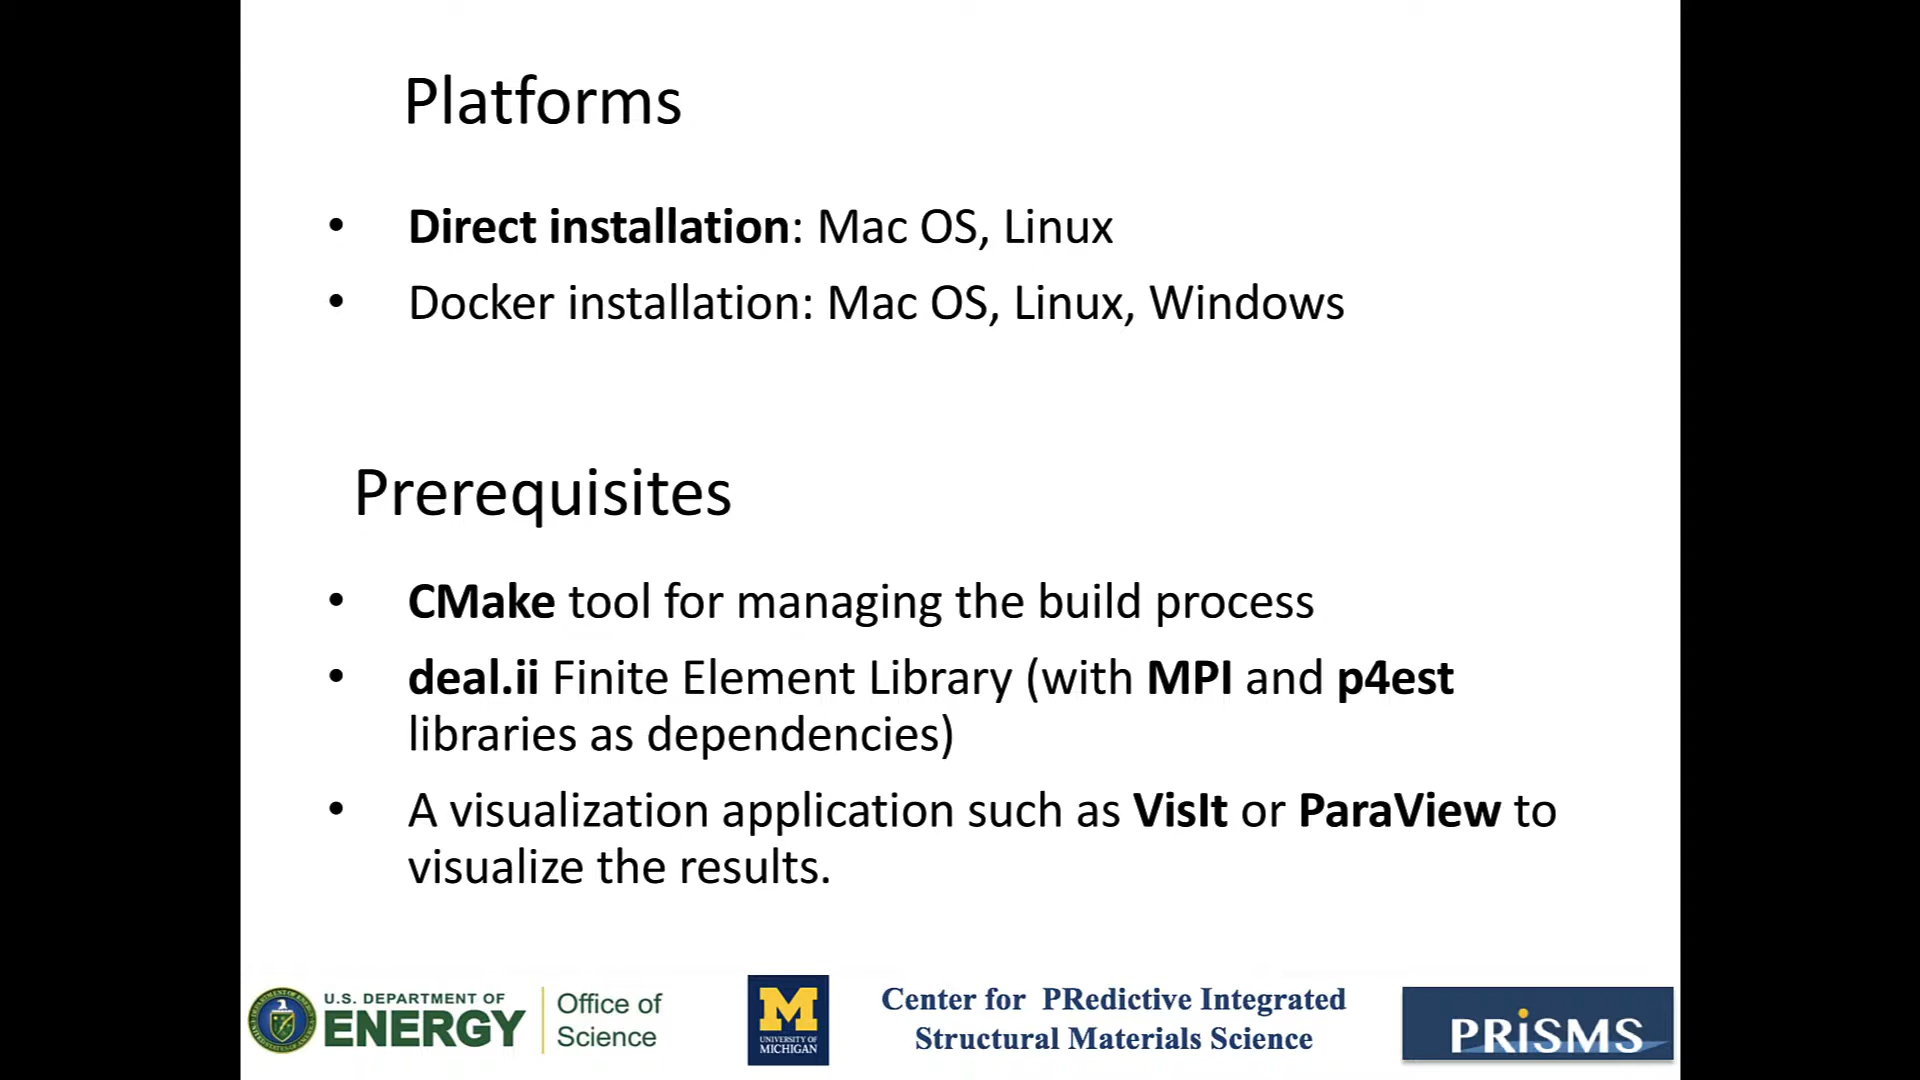 Platforms
• Direct installation: Mac OS, Linux
• Docker installation: Mac OS, Linux, Windows
Prerequisites
• CMake tool for managing the build process
• deal.ii Finite Element Library (with MPI and p4est
libraries as dependencies)
• A visualization application such as VisIt or ParaView to
visualize the results.
U.S. DEPARTMENT OF
ENERGY
Office of
Science
M
UNIVERSITY OF
MICHIGAN
Center for PRedictive Integrated
Structural Materials Science
PRiSMS